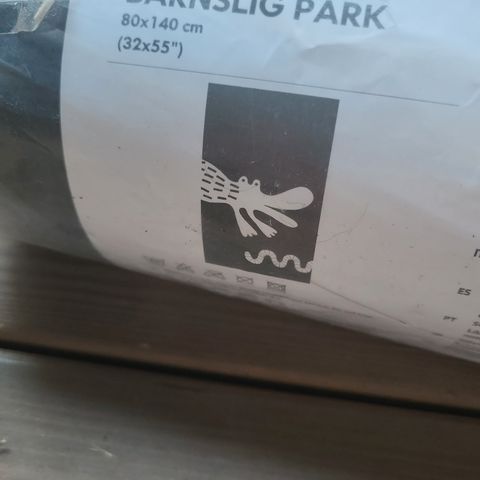 BARNSLIG PARK
80x140 cm
(32x55")
ES
PT